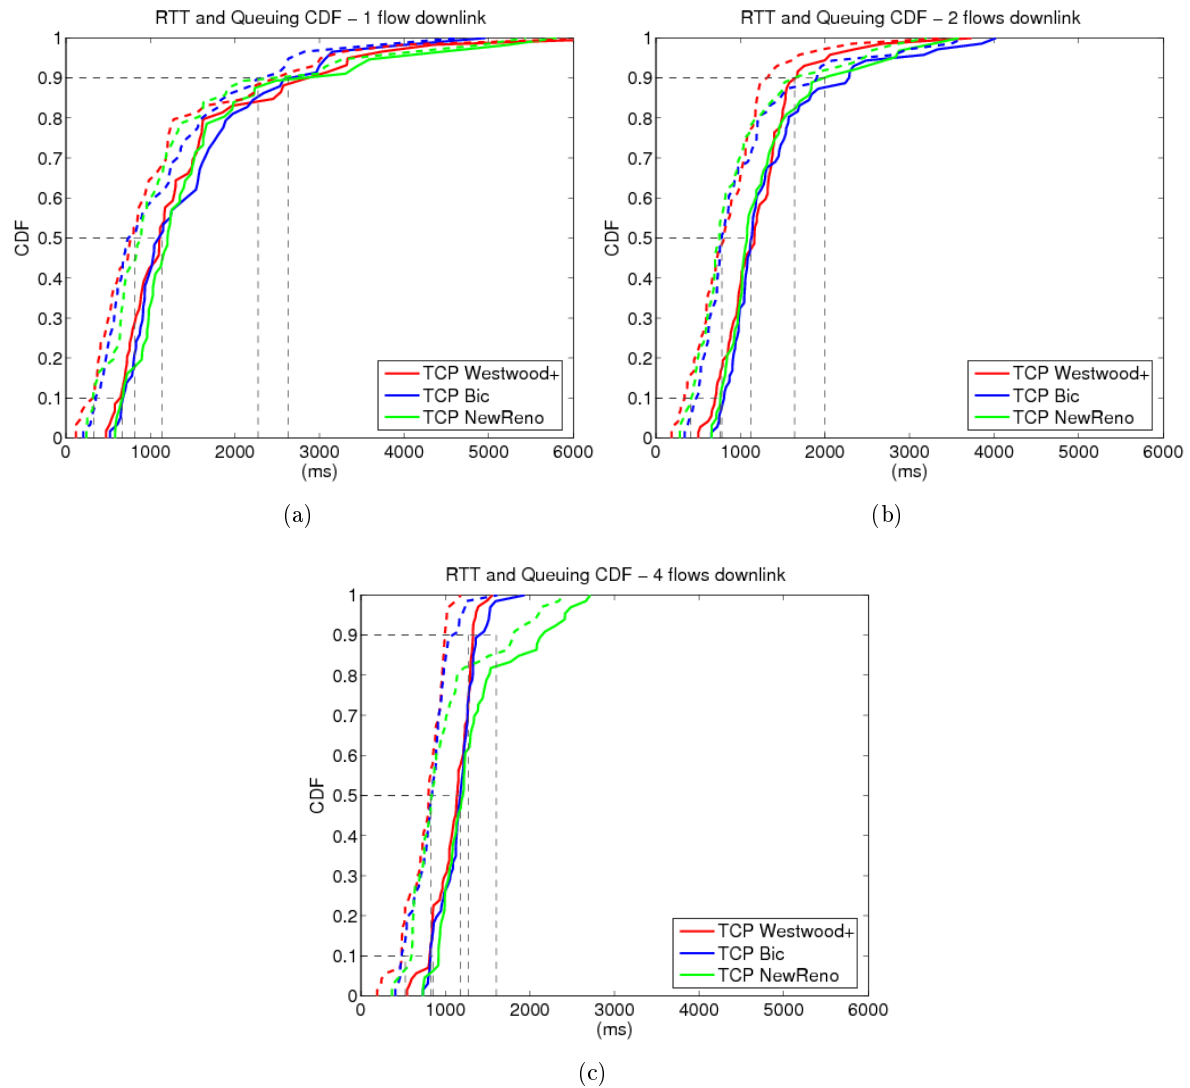 RTT and Queuing CDF − 1 flow downlink
1
0.9
0.8
0.7
0.6
0.5
0.4
0.3
0.2
0.1
0
CDF
0 1000 2000 3000 4000 5000 6000
(ms)
TCP Westwood+
TCP Bic
TCP NewReno
(a)
RTT and Queuing CDF − 2 flows downlink
1
0.9
0.8
0.7
0.6
0.5
0.4
0.3
0.2
0.1
0
CDF
0 1000 2000 3000 4000 5000 6000
(ms)
TCP Westwood+
TCP Bic
TCP NewReno
(b)
RTT and Queuing CDF − 4 flows downlink
1
0.9
0.8
0.7
0.6
0.5
0.4
0.3
0.2
0.1
0
CDF
0 1000 2000 3000 4000 5000 6000
(ms)
TCP Westwood+
TCP Bic
TCP NewReno
(c)